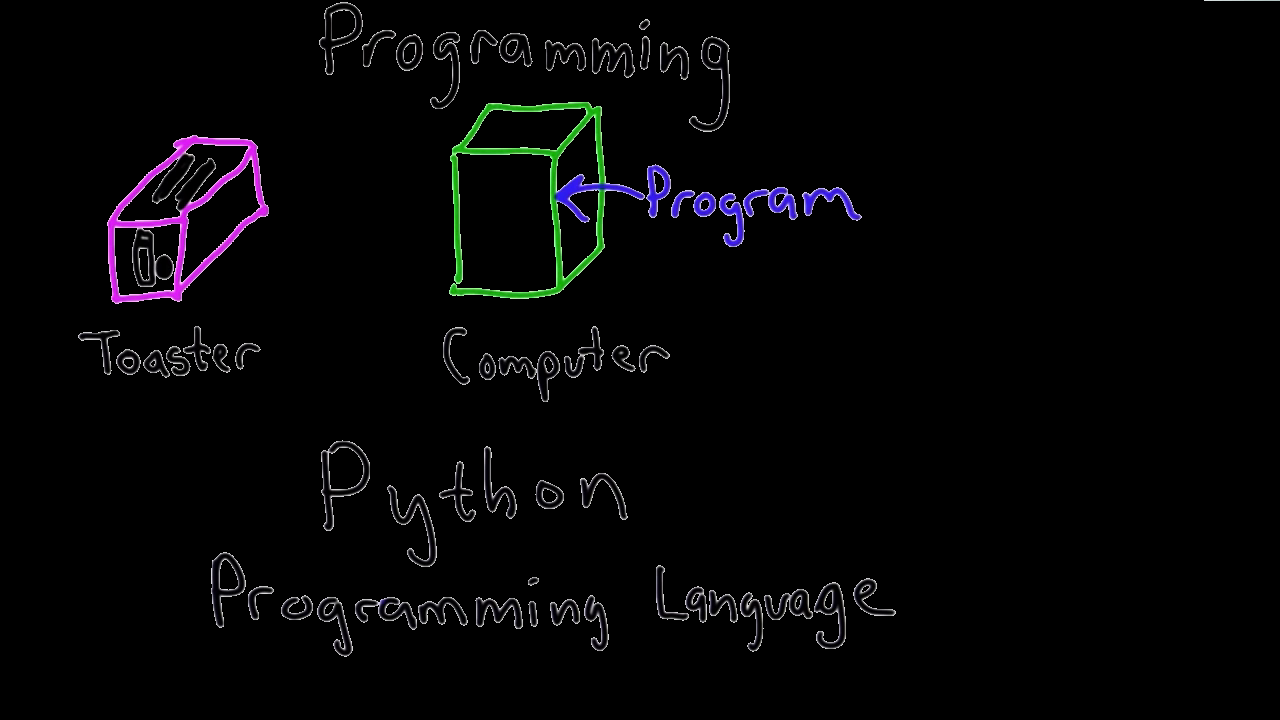 Programming
Program
Toaster
Computer
Python
Programming Language